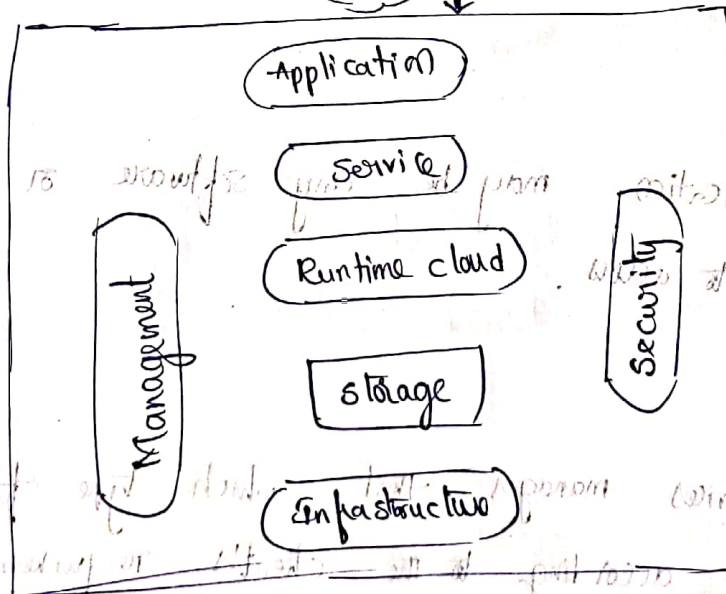 Application
Service
Runtime cloud
Management
Security
Storage
Infrastructure